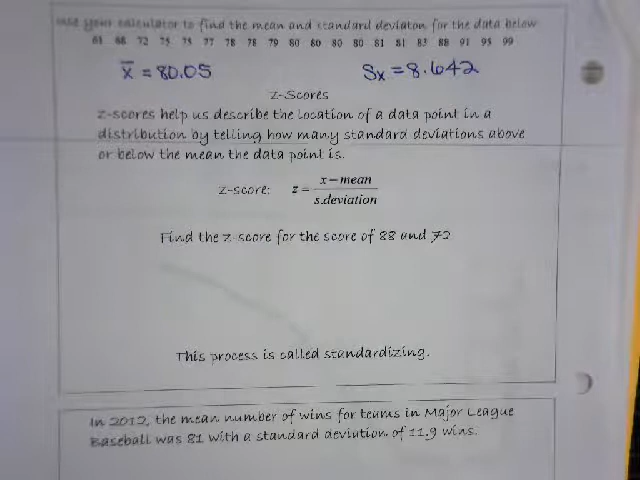 your calculator to find the mean and standard deviaton for the data below
72 75 75 77 78 78 79 80 80 80 80 81 81 83 88 91 95 99
x̅ = 80.05 Sx = 8.642
z-Scores
z-scores help us describe the location of a data point in a
distribution by telling how many standard deviations above
or below the mean the data point is.
z-score: z = x - mean / s.deviation
Find the z-score for the score of 88 and 72
This process is called standardizing.
In 2012, the mean number of wins for teams in Major League
Baseball was 81 with a standard deviation of 11.9 wins.